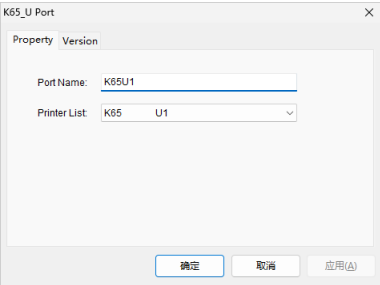 K65_U Port
Property Version
Port Name: K65U1
Printer List: K65 U1
确定 取消 应用(A)